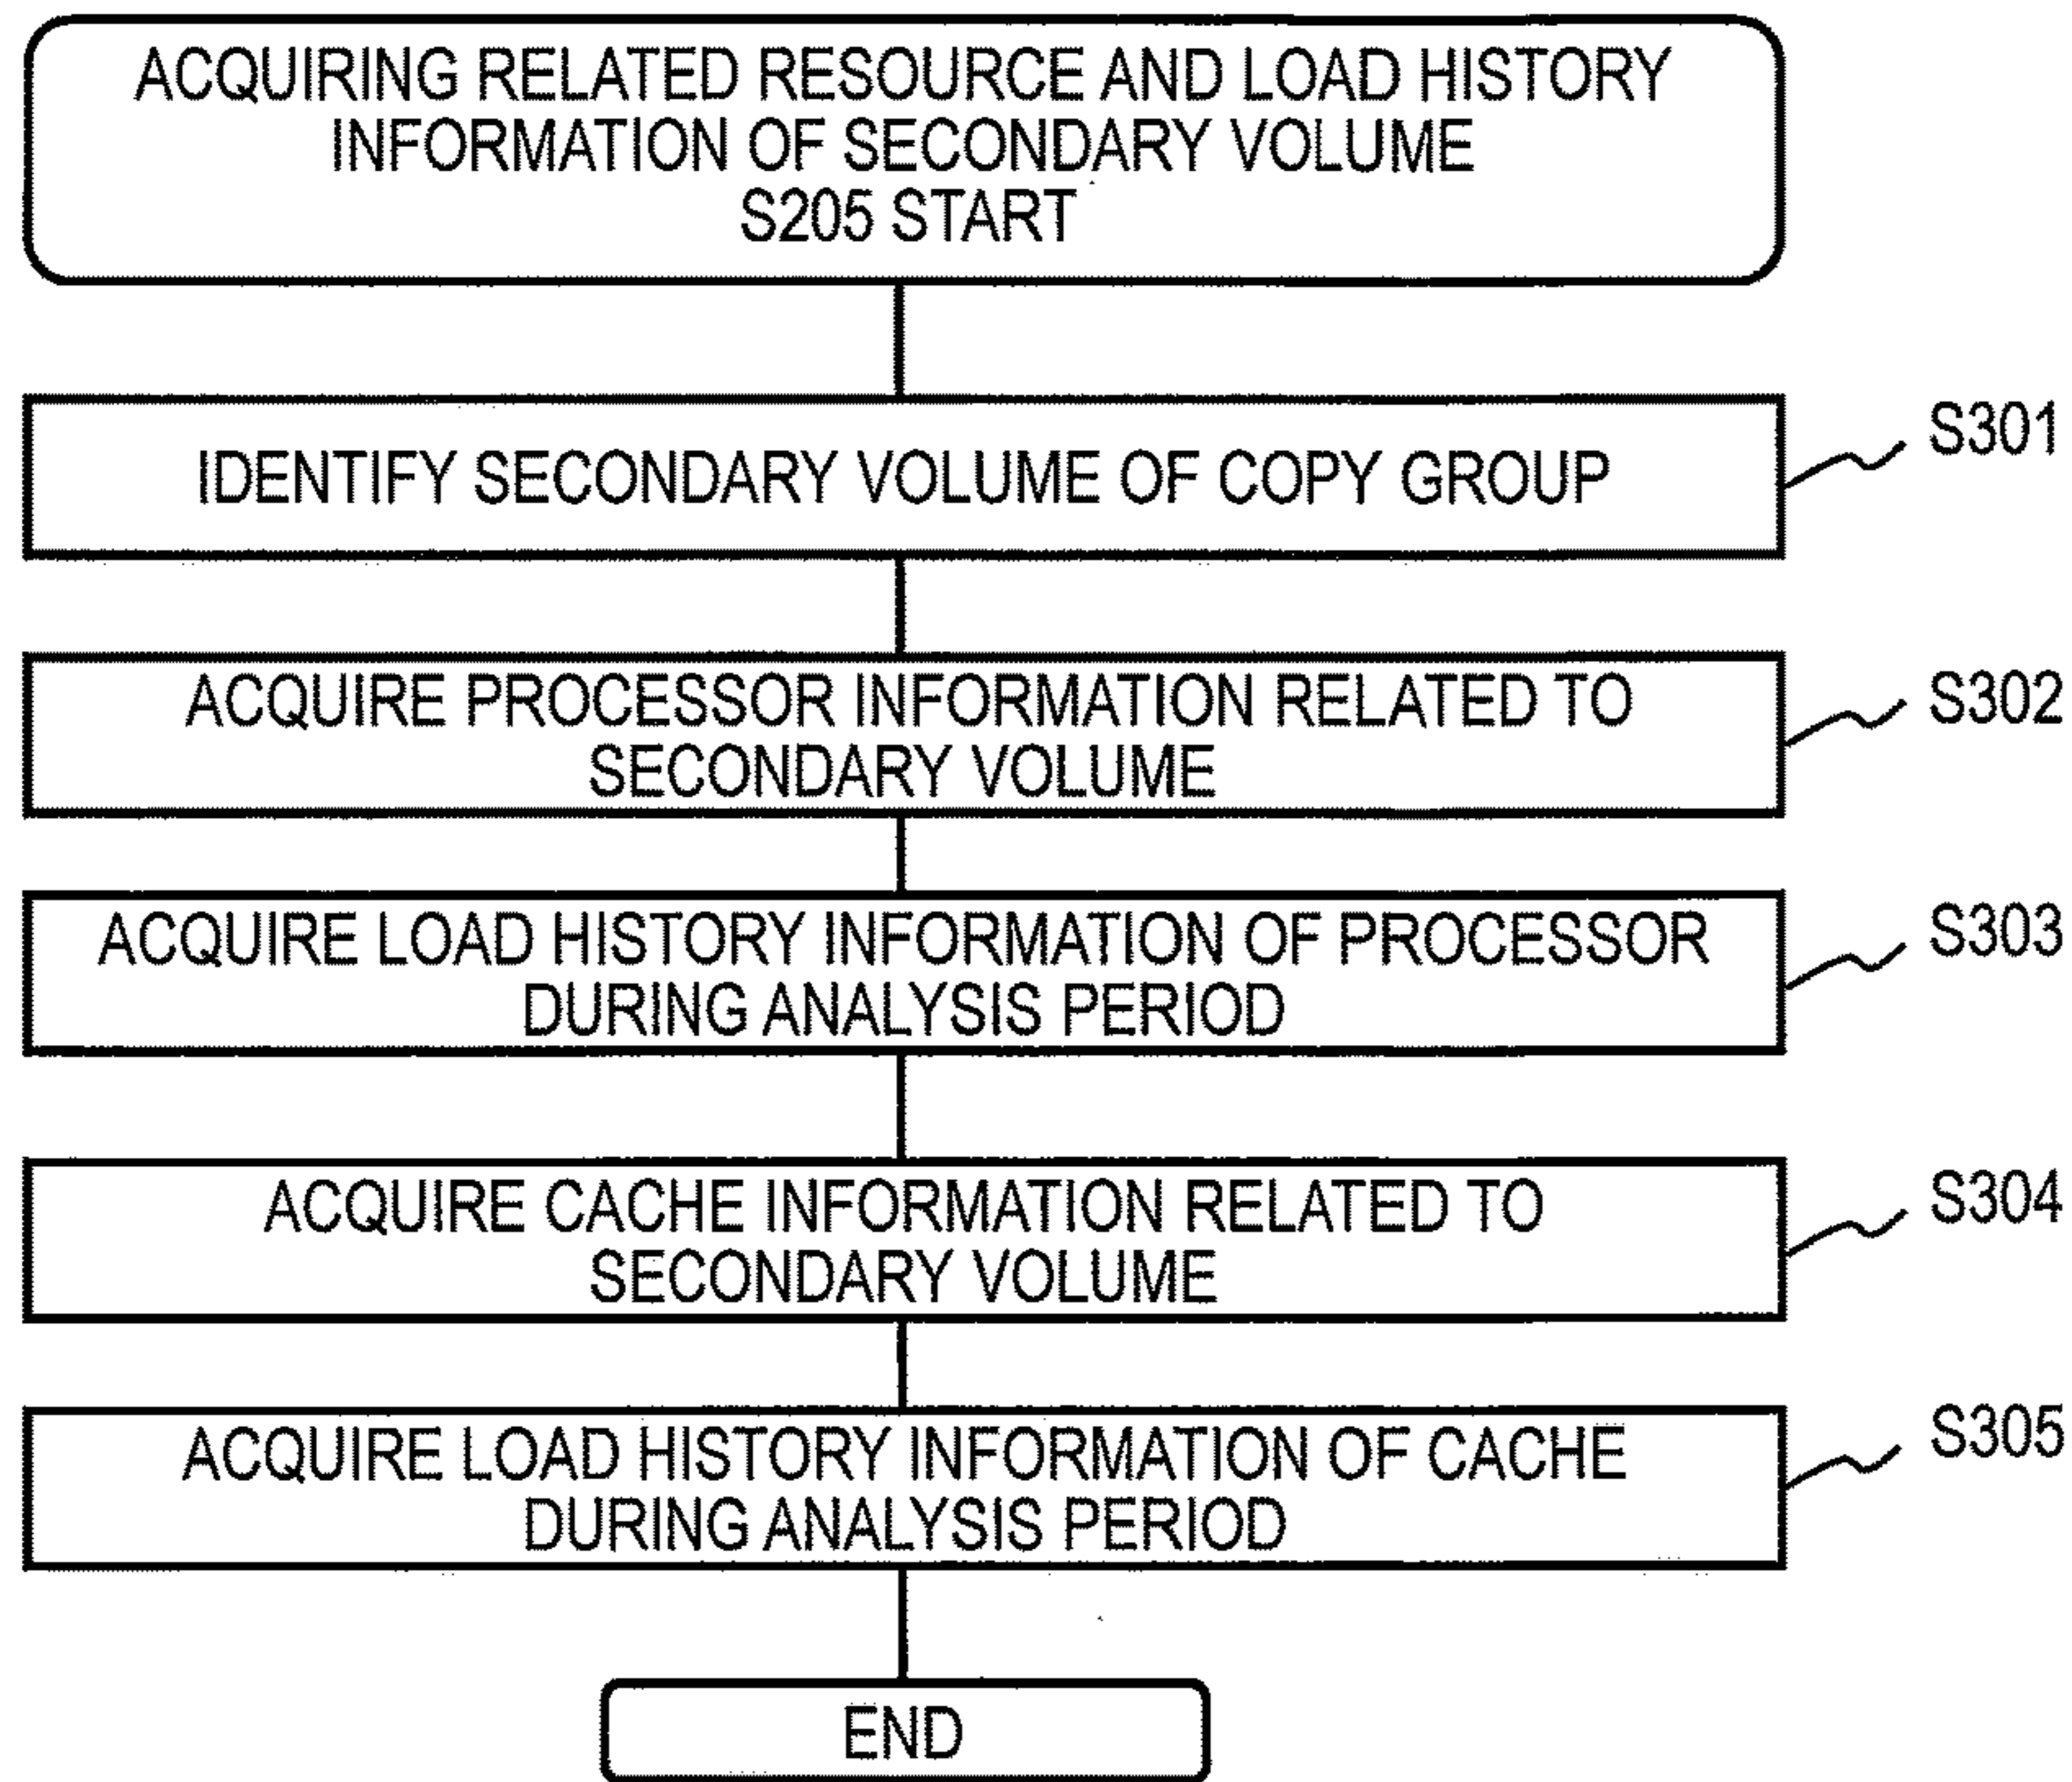 ACQUIRING RELATED RESOURCE AND LOAD HISTORY
INFORMATION OF SECONDARY VOLUME
S205 START
IDENTIFY SECONDARY VOLUME OF COPY GROUP
S301
ACQUIRE PROCESSOR INFORMATION RELATED TO
SECONDARY VOLUME
S302
ACQUIRE LOAD HISTORY INFORMATION OF PROCESSOR
DURING ANALYSIS PERIOD
S303
ACQUIRE CACHE INFORMATION RELATED TO
SECONDARY VOLUME
S304
ACQUIRE LOAD HISTORY INFORMATION OF CACHE
DURING ANALYSIS PERIOD
S305
END